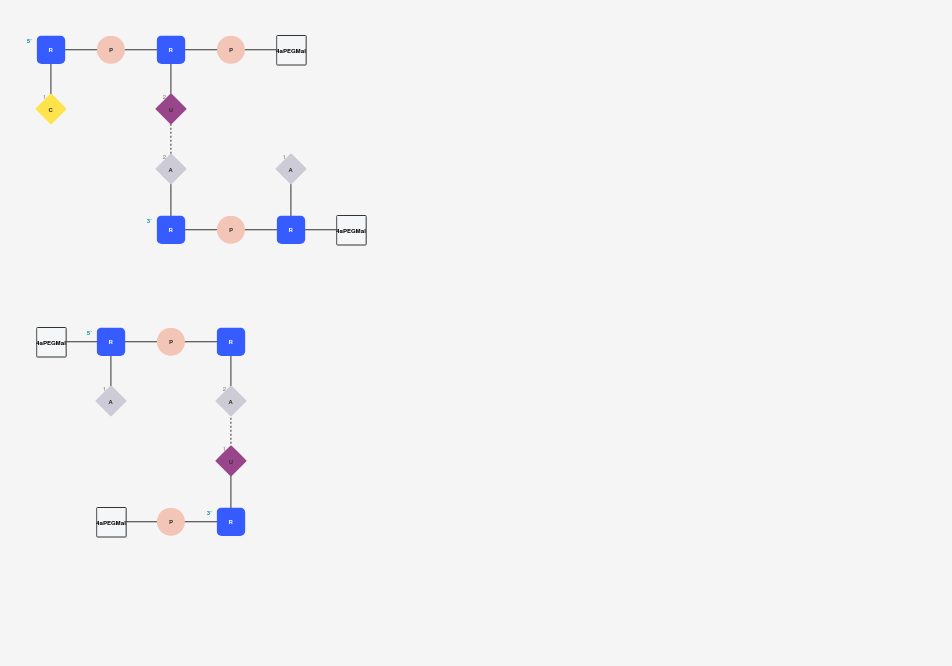 5' R P R P 4aPEGMal
1 2
C U
2 1
A A
3' R P R 4aPEGMal
4aPEGMal 5' R P R
1 2
A A
1
U
3'
4aPEGMal P R